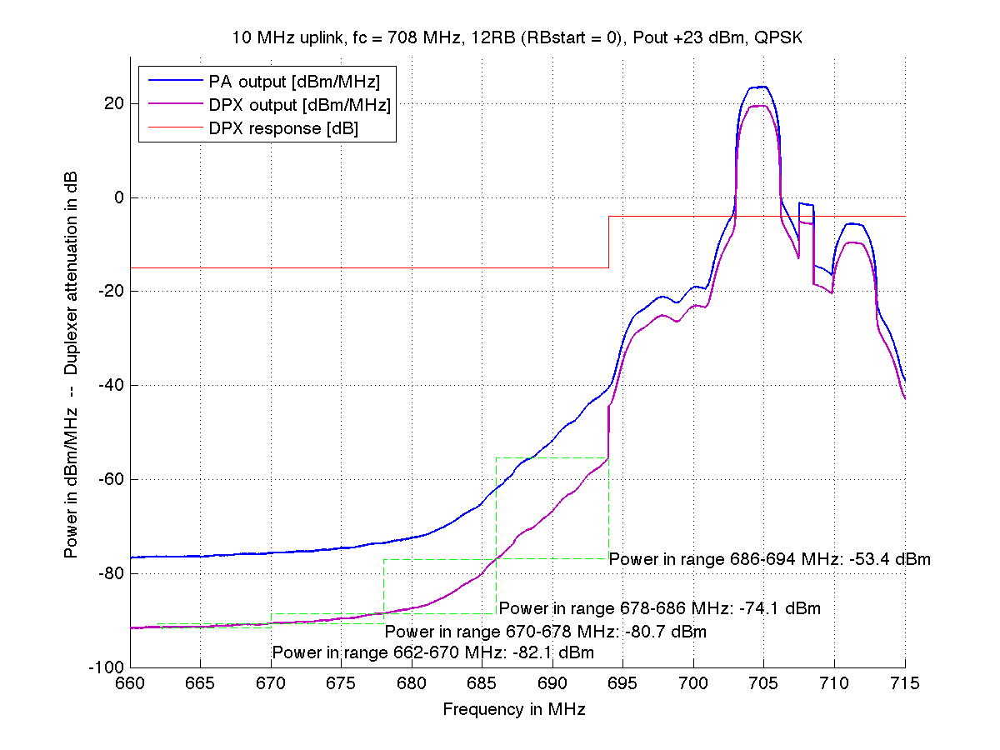 10 MHz uplink, fc = 708 MHz, 12RB (RBstart = 0), Pout +23 dBm, QPSK
PA output [dBm/MHz]
DPX output [dBm/MHz]
DPX response [dB]
Power in dBm/MHz -- Duplexer attenuation in dB
20
0
-20
-40
-60
-80
-100
Power in range 686-694 MHz: -53.4 dBm
Power in range 678-686 MHz: -74.1 dBm
Power in range 670-678 MHz: -80.7 dBm
Power in range 662-670 MHz: -82.1 dBm
660 665 670 675 680 685 690 695 700 705 710 715
Frequency in MHz